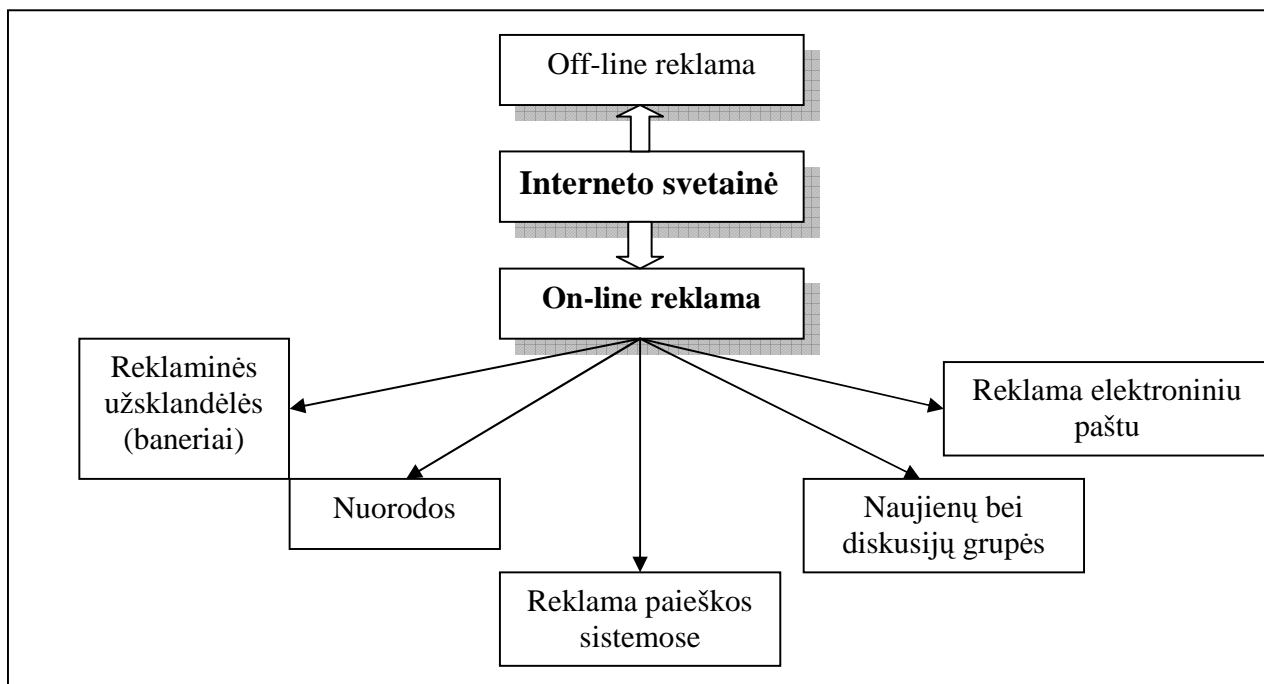 Off-line reklama
Interneto svetainė
On-line reklama
Reklaminės
užsklandėlės
(baneriai)
Reklama elektroniniu
paštu
Nuorodos
Naujienų bei
diskusijų grupės
Reklama paieškos
sistemose